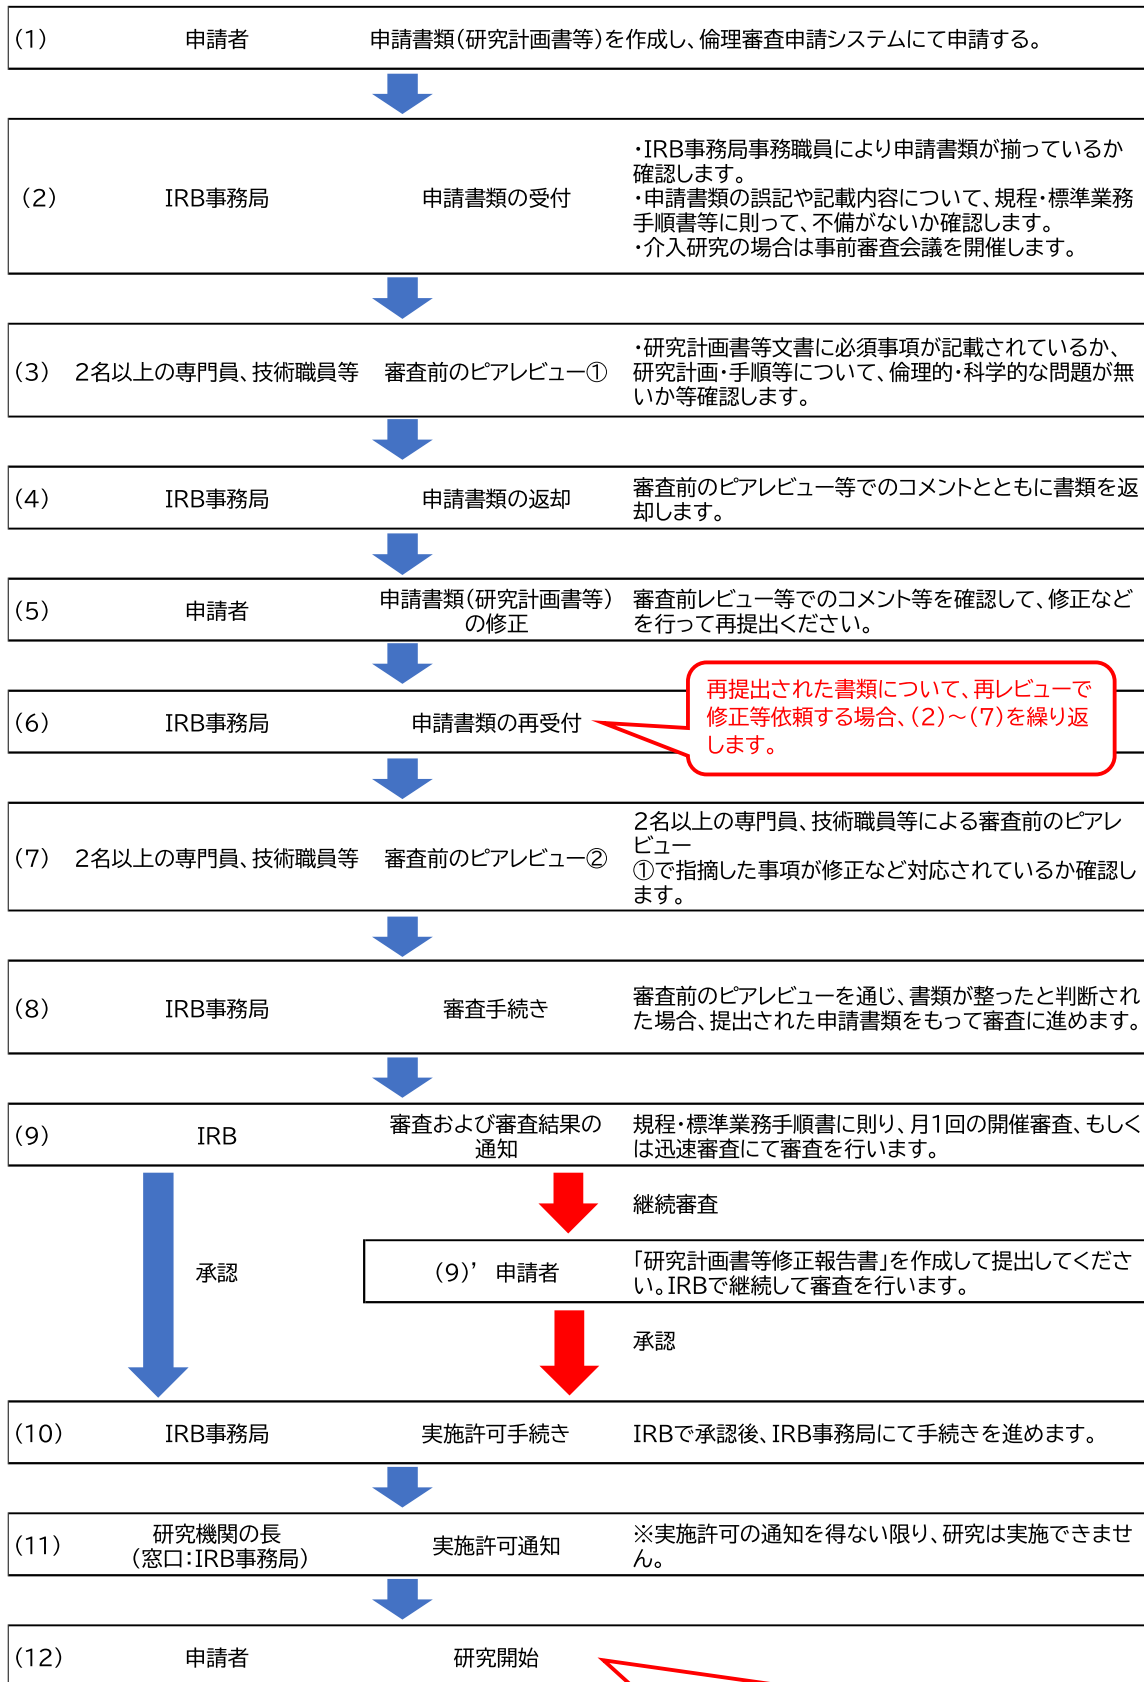 (1) 申請者 申請書類(研究計画書等)を作成し、倫理審査申請システムにて申請する。
(2) IRB事務局 申請書類の受付
・IRB事務局事務職員により申請書類が揃っているか
確認します。
・申請書類の誤記や記載内容について、規程・標準業務
手順書等に則って、不備がないか確認します。
・介入研究の場合は事前審査会議を開催します。
(3) 2名以上の専門員、技術職員等 審査前のピアレビュー①
・研究計画書等文書に必須事項が記載されているか、
研究計画・手順等について、倫理的・科学的な問題が無
いか等確認します。
(4) IRB事務局 申請書類の返却
審査前のピアレビュー等でのコメントとともに書類を返
却します。
(5) 申請者
申請書類(研究計画書等)
の修正
審査前レビュー等でのコメント等を確認して、修正など
を行って再提出ください。
(6) IRB事務局 申請書類の再受付
再提出された書類について、再レビューで
修正等依頼する場合、(2)～(7)を繰り返
します。
(7) 2名以上の専門員、技術職員等 審査前のピアレビュー②
2名以上の専門員、技術職員等による審査前のピアレ
ビュー
①で指摘した事項が修正など対応されているか確認し
ます。
(8) IRB事務局 審査手続き
審査前のピアレビューを通じ、書類が整ったと判断され
た場合、提出された申請書類をもって審査に進めます。
(9) IRB
審査および審査結果の
通知
規程・標準業務手順書に則り、月1回の開催審査、もしく
は迅速審査にて審査を行います。
継続審査
承認
(9)’ 申請者
「研究計画書等修正報告書」を作成して提出してくださ
い。IRBで継続して審査を行います。
承認
(10) IRB事務局 実施許可手続き IRBで承認後、IRB事務局にて手続きを進めます。
(11)
研究機関の長
(窓口：IRB事務局)
実施許可通知
※実施許可の通知を得ない限り、研究は実施できませ
ん。
(12) 申請者 研究開始